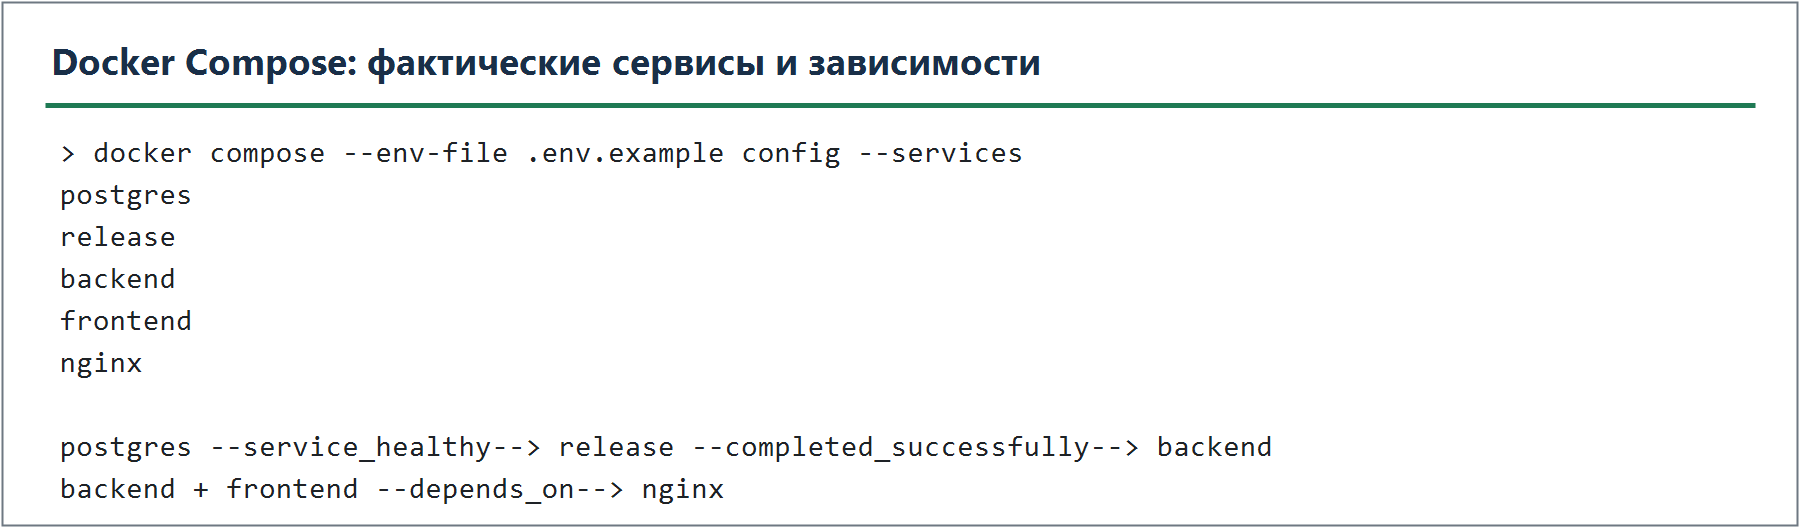 Docker Compose: фактические сервисы и зависимости
> docker compose --env-file .env.example config --services
postgres
release
backend
frontend
nginx
postgres --service_healthy--> release --completed_successfully--> backend
backend + frontend --depends_on--> nginx